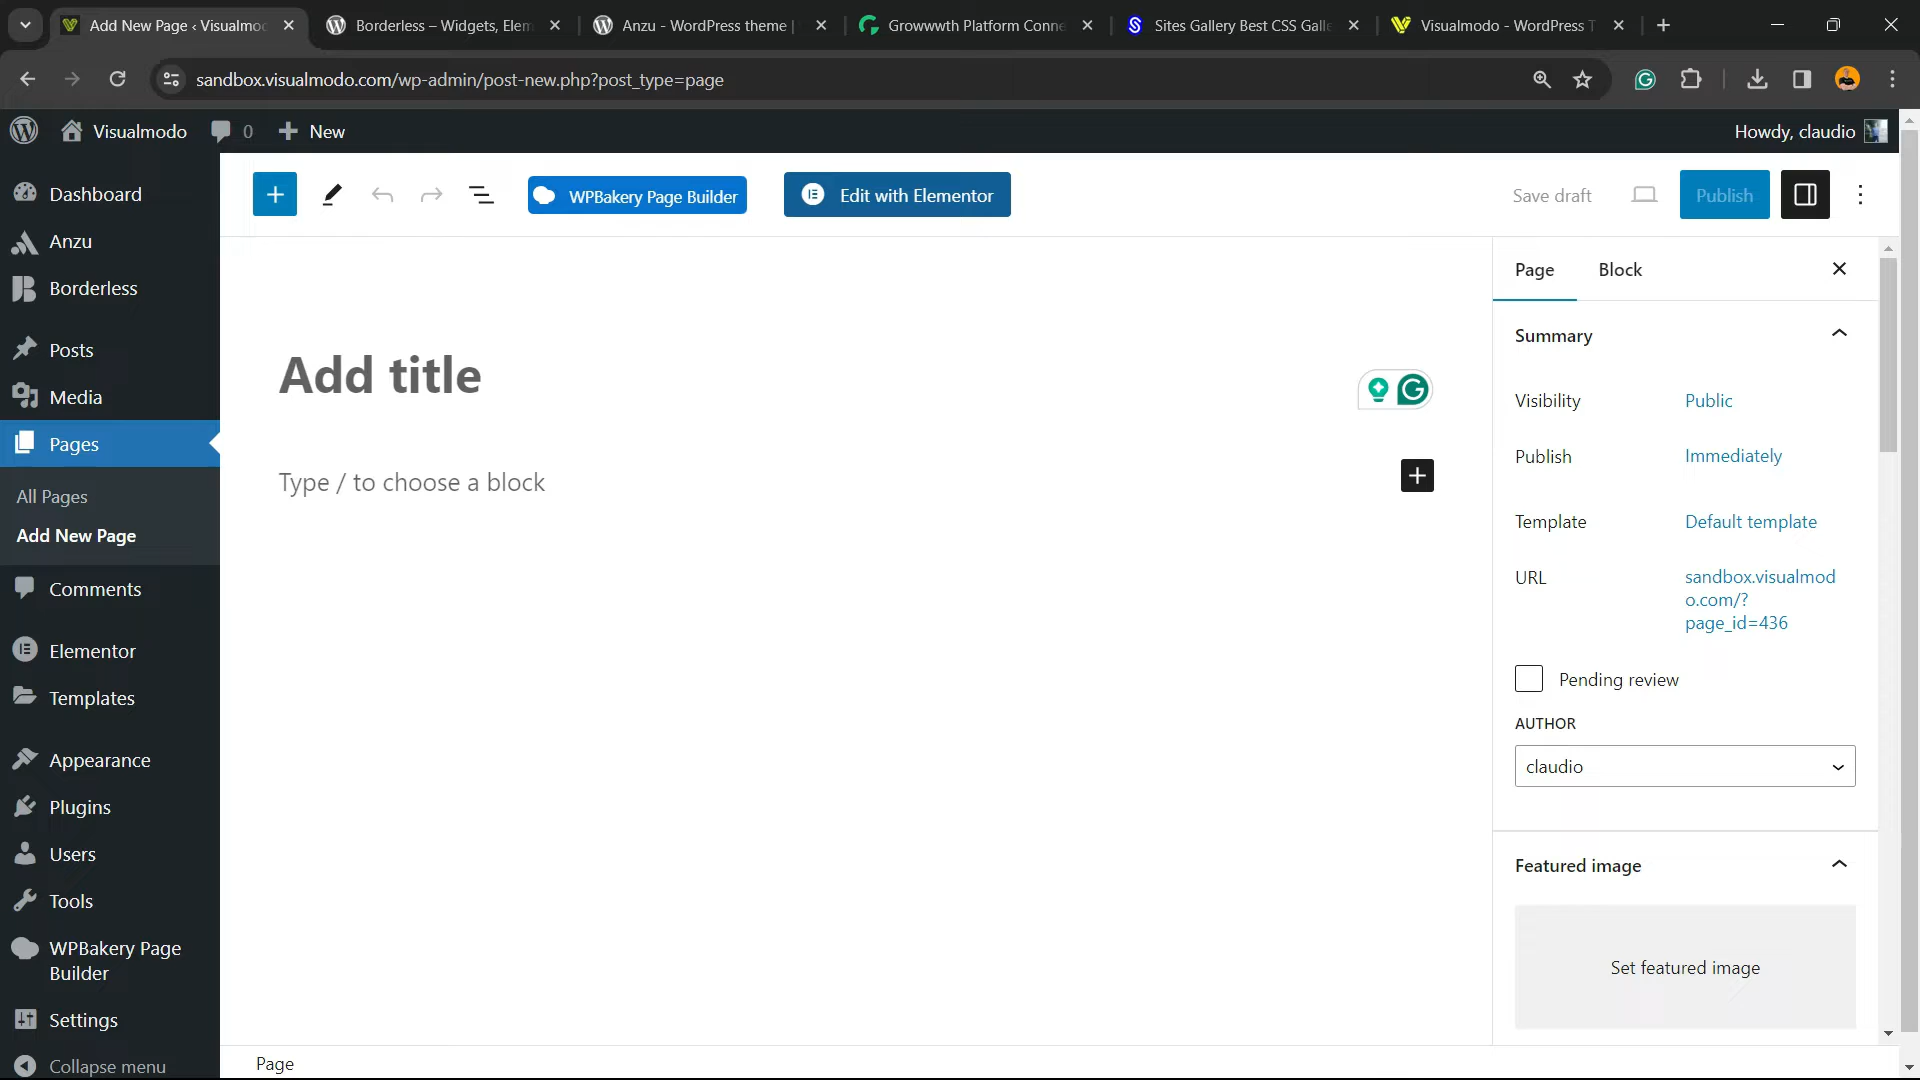 Add New Page ‹ Visualmo
Borderless – Widgets, Elem
Anzu - WordPress theme |
Growwwth Platform Conne
Sites Gallery Best CSS Galle
Visualmodo - WordPress T
sandbox.visualmodo.com/wp-admin/post-new.php?post_type=page
Visualmodo
0
New
Howdy, claudio
Dashboard
Anzu
Borderless
Posts
Media
Pages
All Pages
Add New Page
Comments
Elementor
Templates
Appearance
Plugins
Users
Tools
WPBakery Page
Builder
Settings
Collapse menu
WPBakery Page Builder
Edit with Elementor
Save draft
Publish
Add title
Type / to choose a block
Page
Block
Summary
Visibility
Public
Publish
Immediately
Template
Default template
URL
sandbox.visualmod
o.com/?
page_id=436
Pending review
AUTHOR
claudio
Featured image
Set featured image
Page